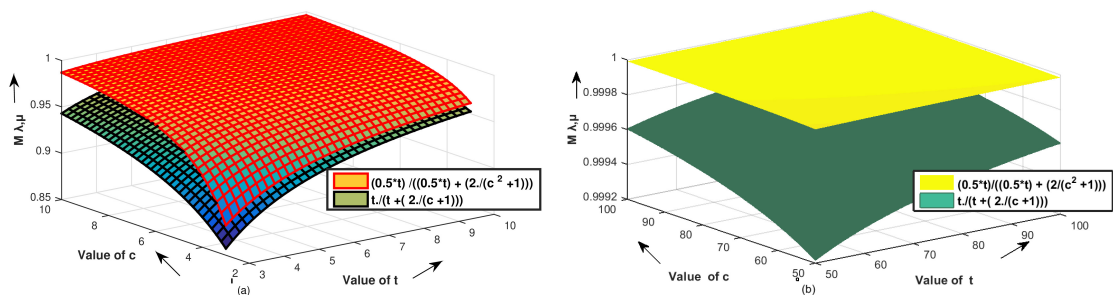 1
0.95
0.9
0.85
M λ,μ
10
8
6
4
2
Value of c
3
4
5
6
7
8
9
10
Value of t
(0.5*t) /((0.5*t) + (2./(c ² +1)))
t./(t +( 2./(c +1)))
(a)
1
0.9998
0.9996
0.9994
0.9992
M λ,μ
100
90
80
70
60
50
Value of c
50
60
70
80
90
100
Value of t
(0.5*t)/((0.5*t) + (2/(c² +1)))
t./(t +( 2./(c +1)))
(b)